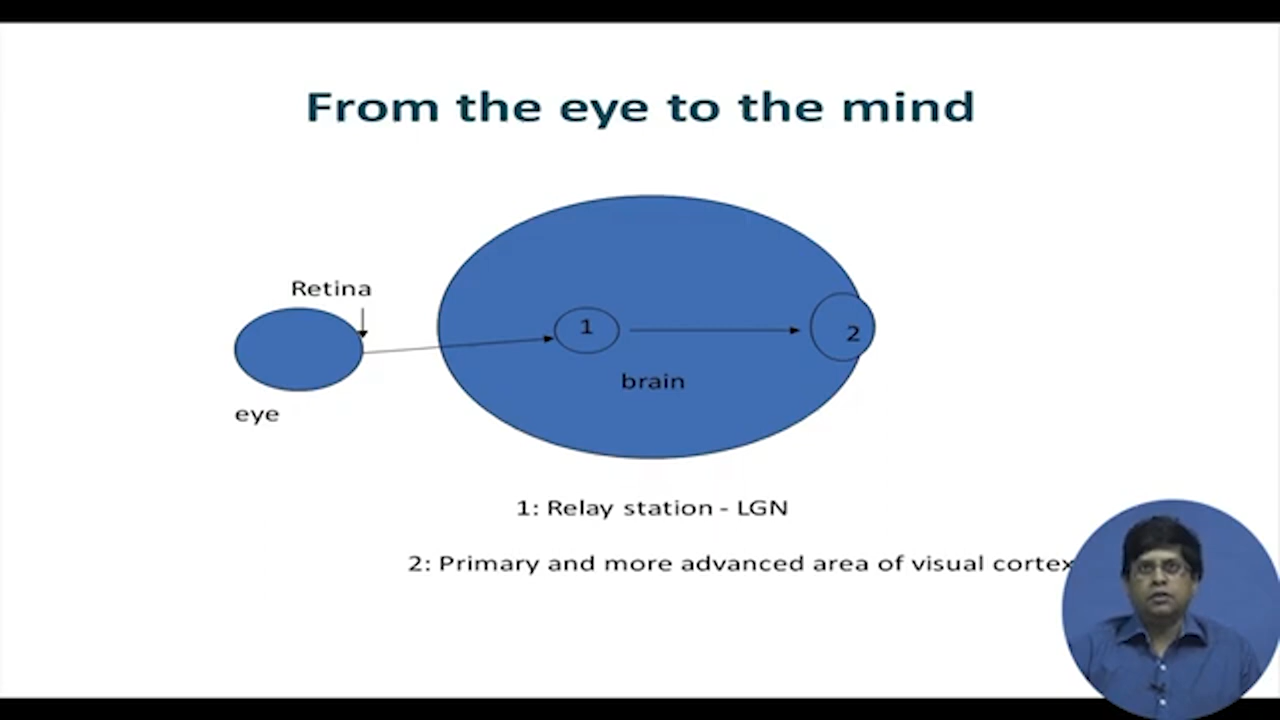 From the eye to the mind
Retina
1
2
brain
eye
1: Relay station - LGN
2: Primary and more advanced area of visual cortex